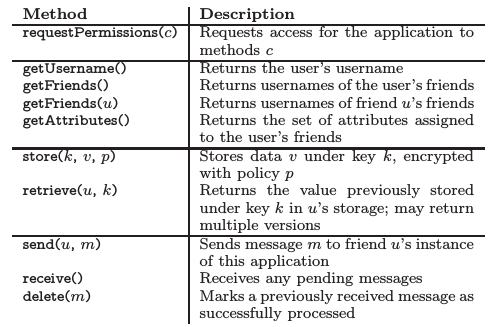 Method Description
requestPermissions(c) Requests access for the application to
methods c
getUsername() Returns the user's username
getFriends() Returns usernames of the user's friends
getFriends(u) Returns usernames of friend u's friends
getAttributes() Returns the set of attributes assigned
to the user's friends
store(k, v, p) Stores data v under key k, encrypted
with policy p
retrieve(u, k) Returns the value previously stored
under key k in u's storage; may return
multiple versions
send(u, m) Sends message m to friend u's instance
of this application
receive() Receives any pending messages
delete(m) Marks a previously received message as
successfully processed